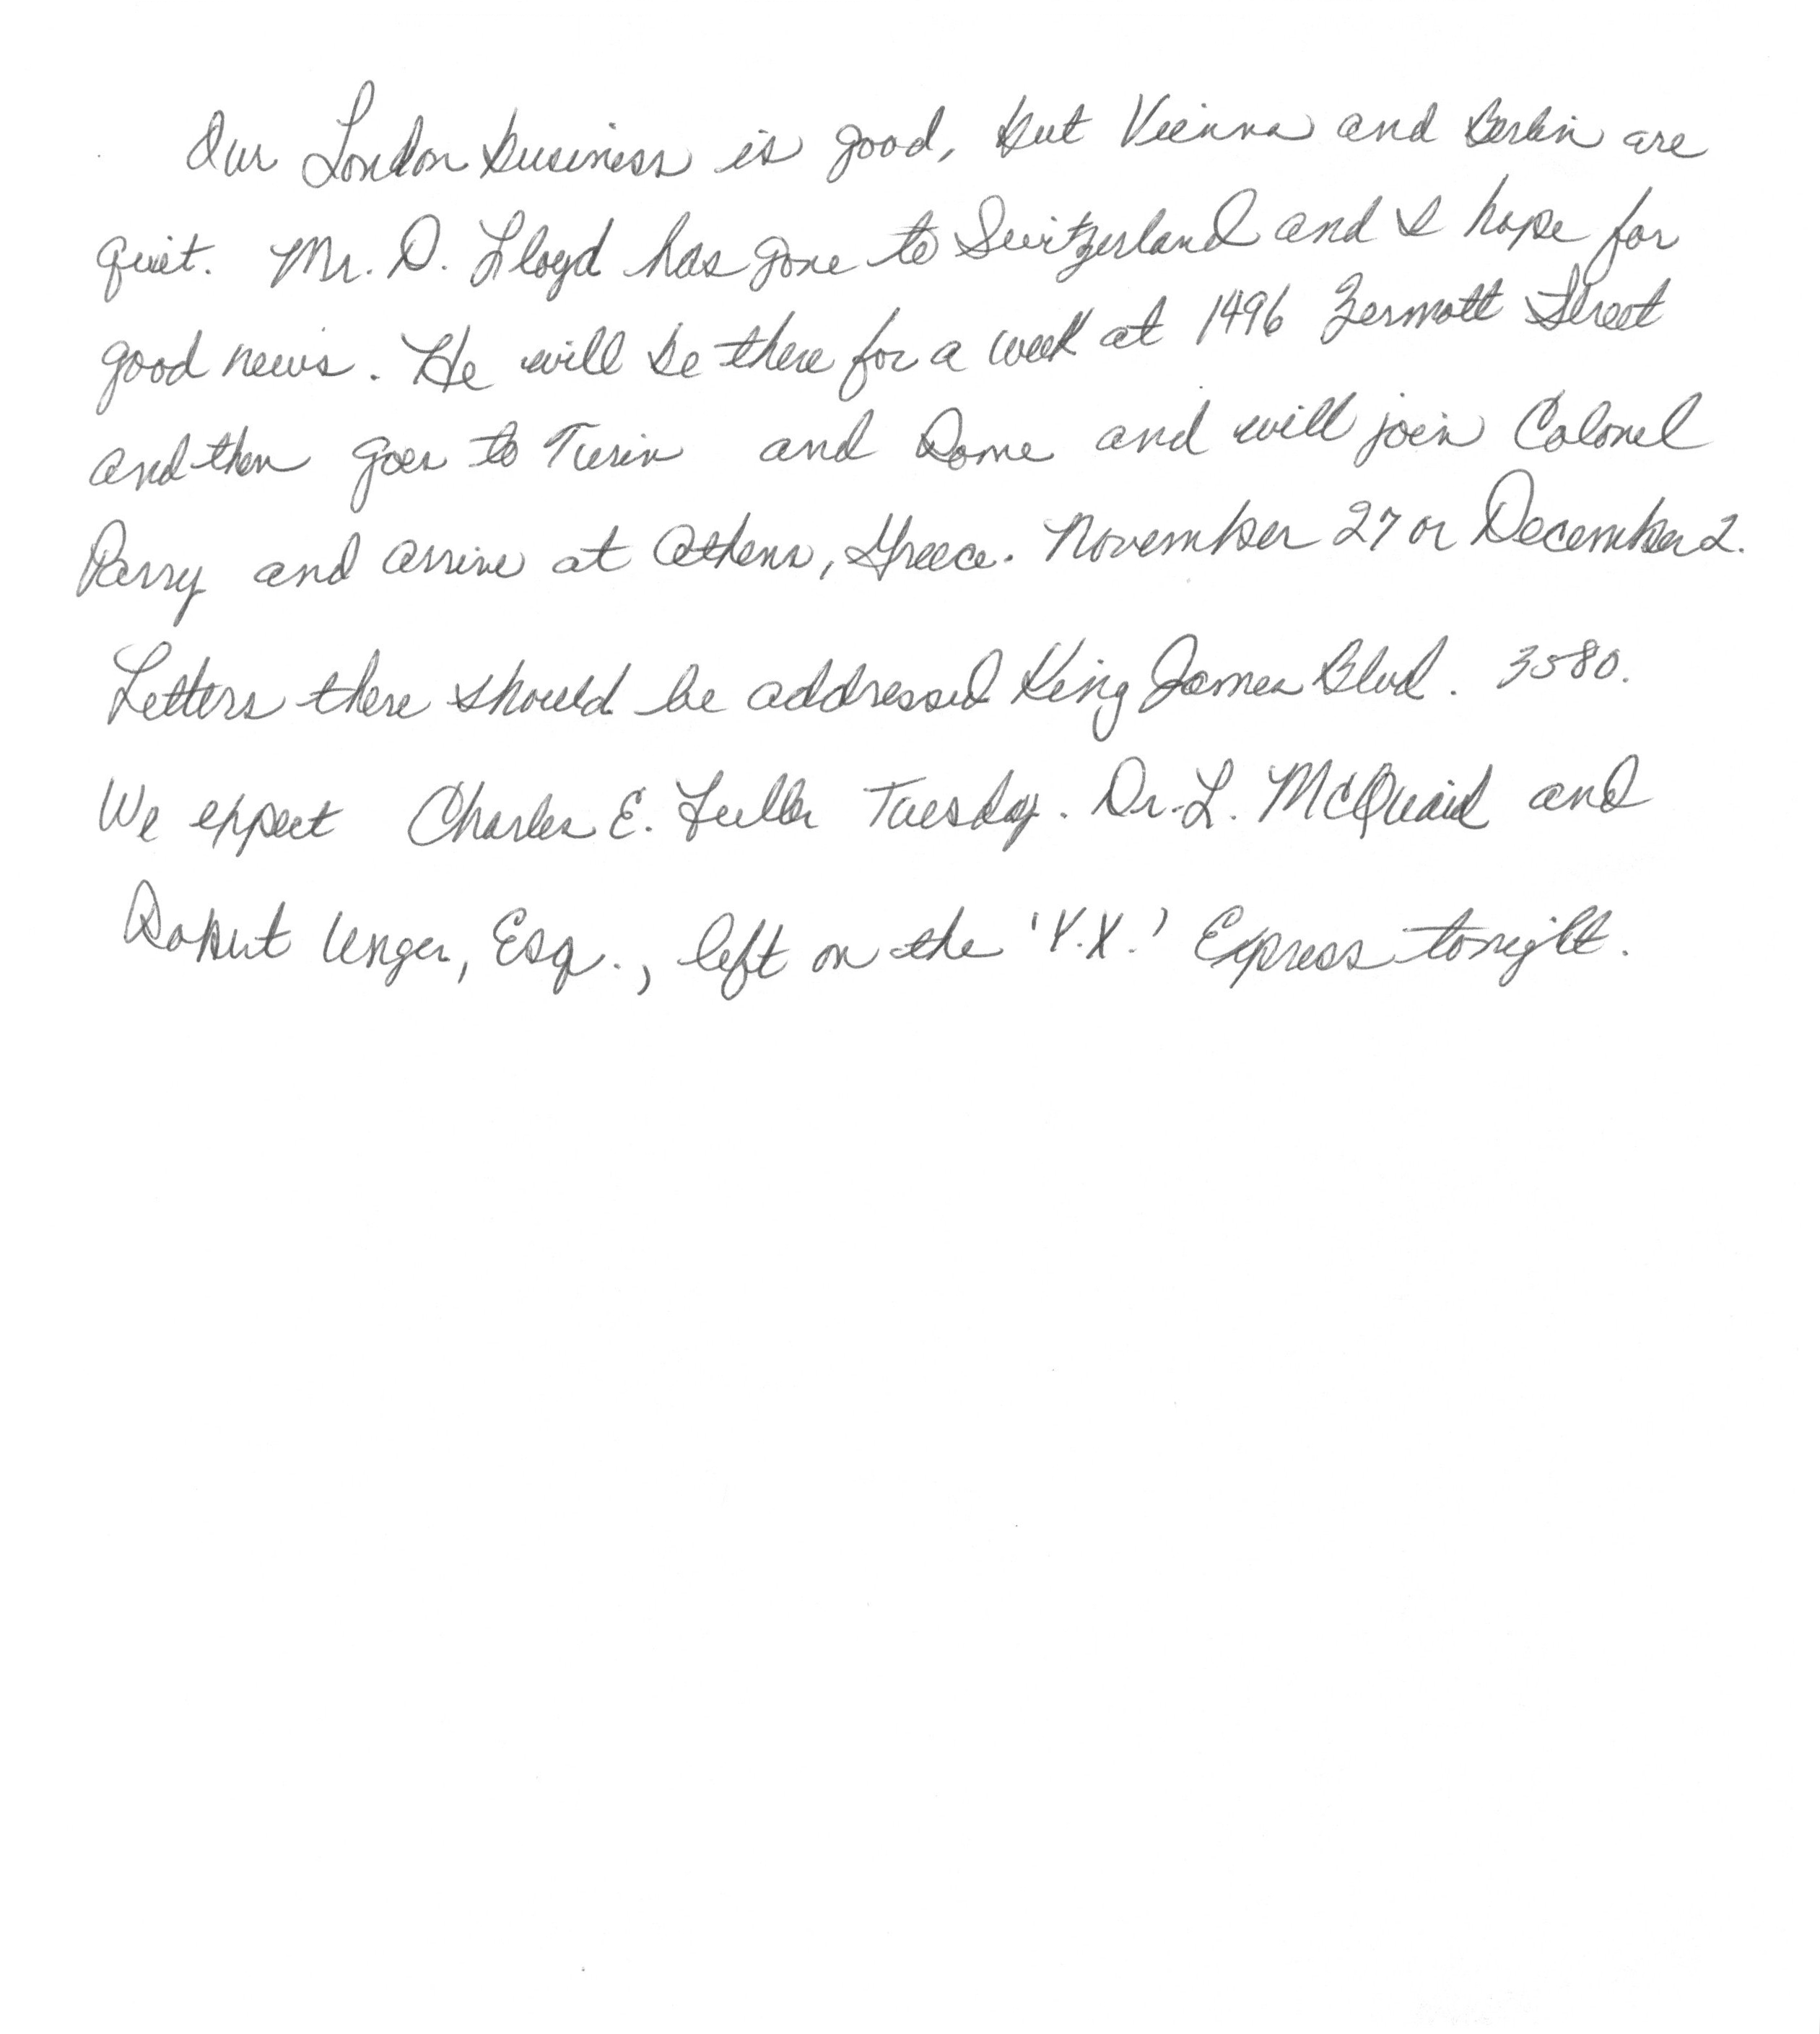 Our London business is good, but Vienna and Berlin are
quiet. Mr. D. Lloyd has gone to Switzerland and I hope for
good news. He will be there for a week at 1496 Zermott Street
and then goes to Turin and Rome and will join Colonel
Parry and arrive at Athens, Greece. November 27 or December 2.
Letters there should be addressed King James Blvd. 3580.
We expect Charles E. Fuller Tuesday. Dr. L. McQuaid and
Robert Unger, Esq., left on the 'Y.X.' Express tonight.